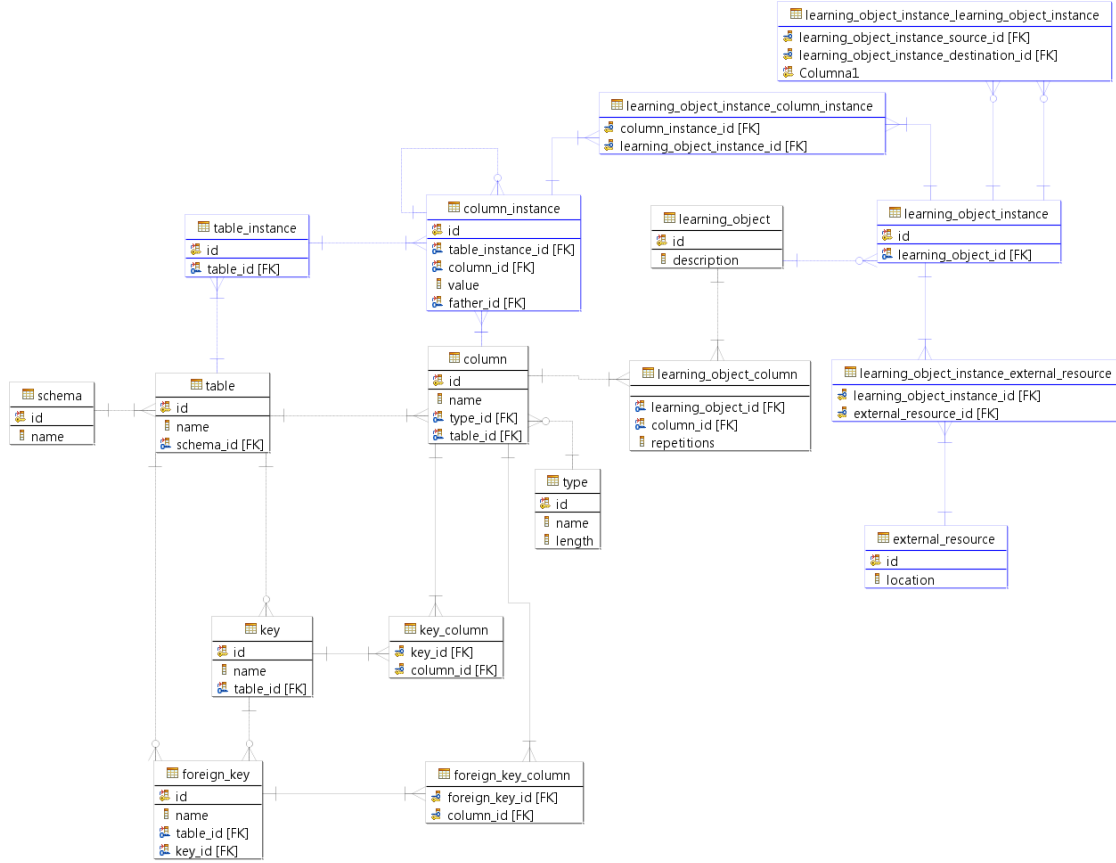 learning_object_instance_learning_object_instance
learning_object_instance_source_id [FK]
learning_object_instance_destination_id [FK]
Columna1
learning_object_instance_column_instance
column_instance_id [FK]
learning_object_instance_id [FK]
column_instance
id
table_instance_id [FK]
column_id [FK]
value
father_id [FK]
table_instance
id
table_id [FK]
learning_object
id
description
learning_object_instance
id
learning_object_id [FK]
schema
id
name
table
id
name
schema_id [FK]
column
id
name
type_id [FK]
table_id [FK]
learning_object_column
learning_object_id [FK]
column_id [FK]
repetitions
learning_object_instance_external_resource
learning_object_instance_id [FK]
external_resource_id [FK]
type
id
name
length
external_resource
id
location
key
id
name
table_id [FK]
key_column
key_id [FK]
column_id [FK]
foreign_key
id
name
table_id [FK]
key_id [FK]
foreign_key_column
foreign_key_id [FK]
column_id [FK]